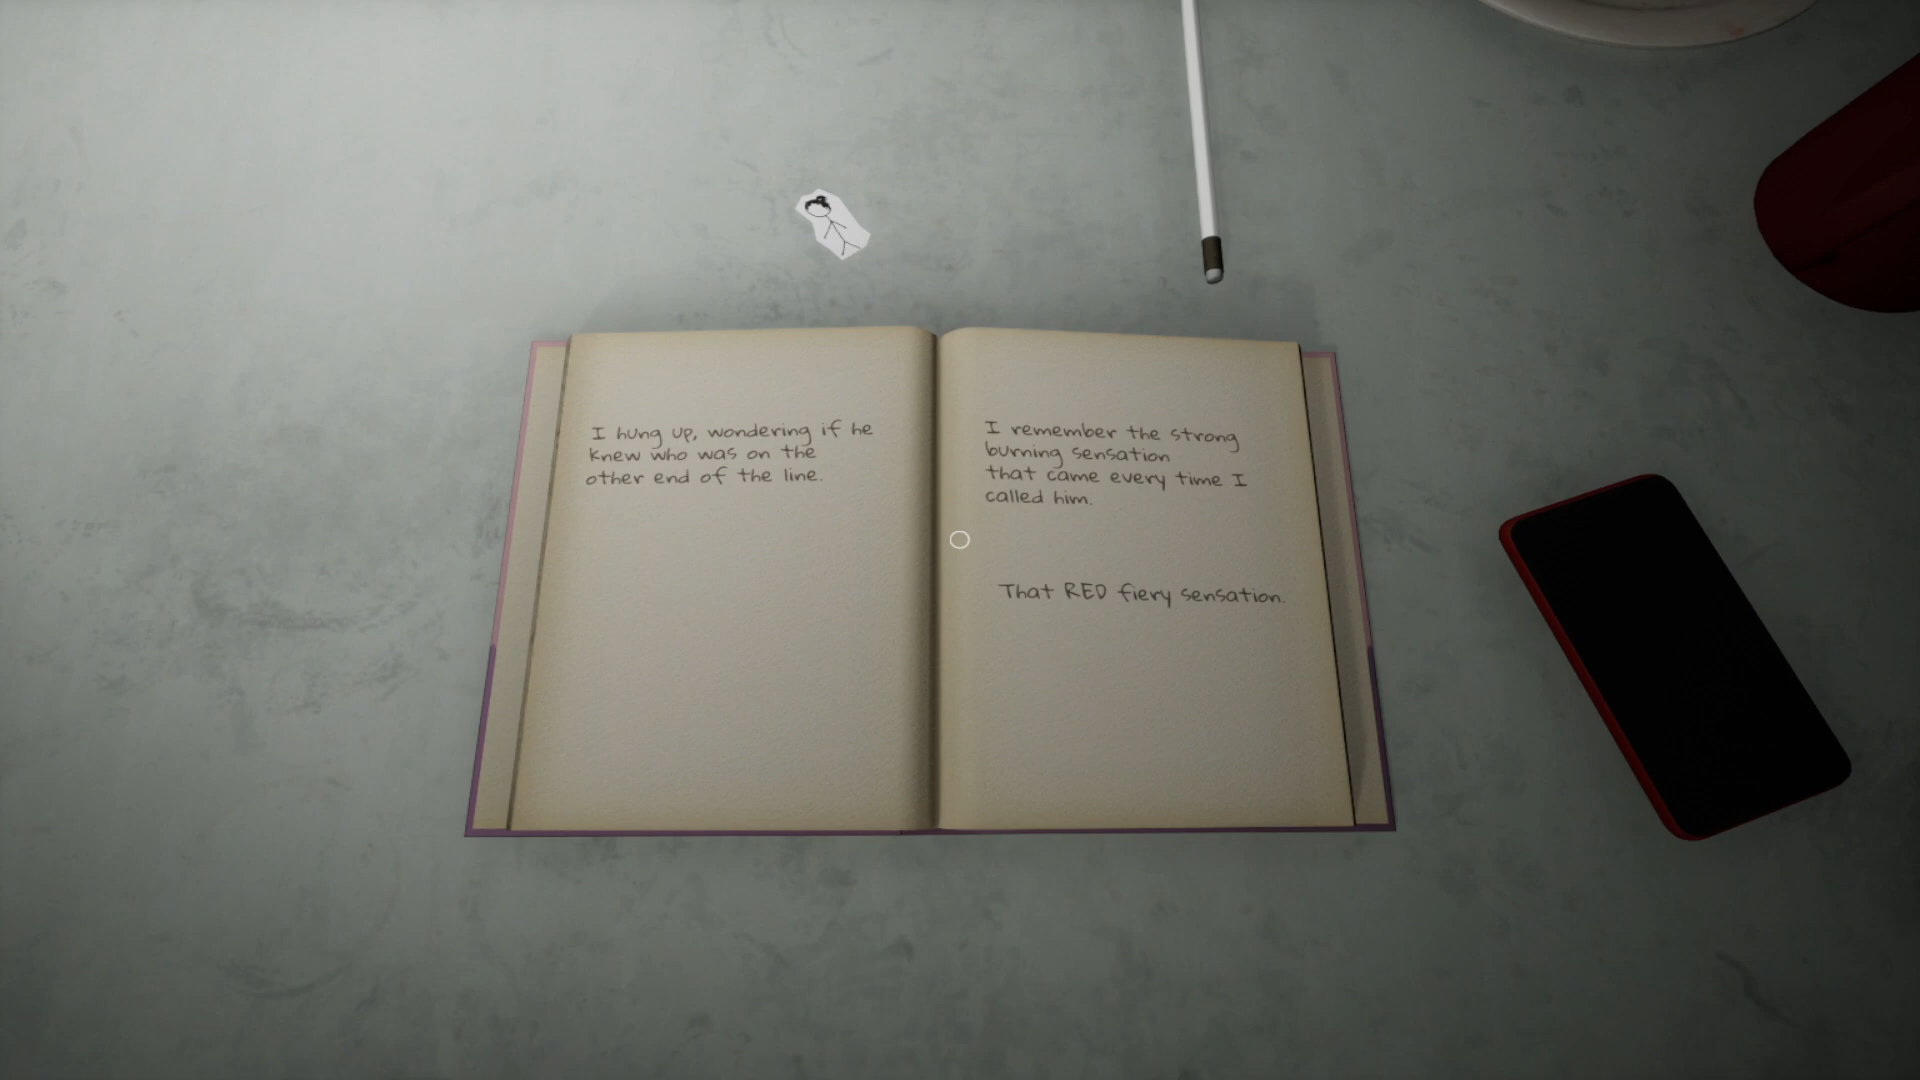 I hung up, wondering if he
knew who was on the
other end of the line.
I remember the strong
burning sensation
that came every time I
called him.
That RED fiery sensation.